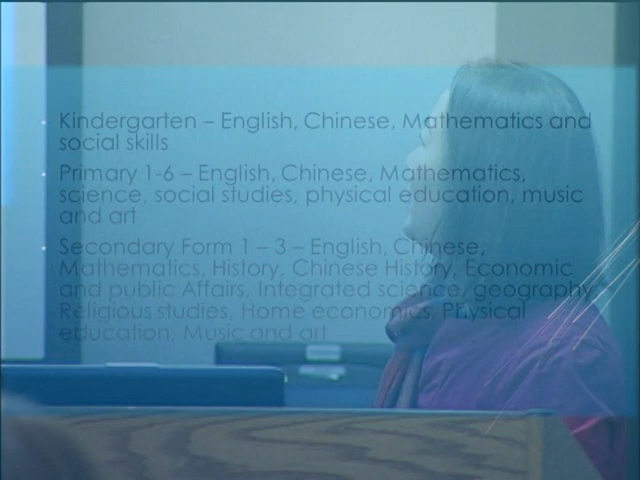 Kindergarten – English, Chinese, Mathematics and
social skills
Primary 1-6 – English, Chinese, Mathematics,
science, social studies, physical education, music
and art
Secondary Form 1 – 3 – English, Chinese,
Mathematics, History, Chinese History, Economic
and public Affairs, Integrated science, geography
Religious studies, Home economics, Physical
education, Music and art